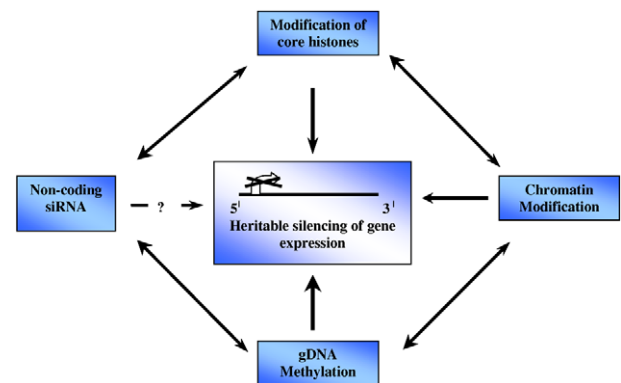 Modification of
core histones
Non-coding
siRNA
?
5'
3'
Heritable silencing of gene
expression
Chromatin
Modification
gDNA
Methylation